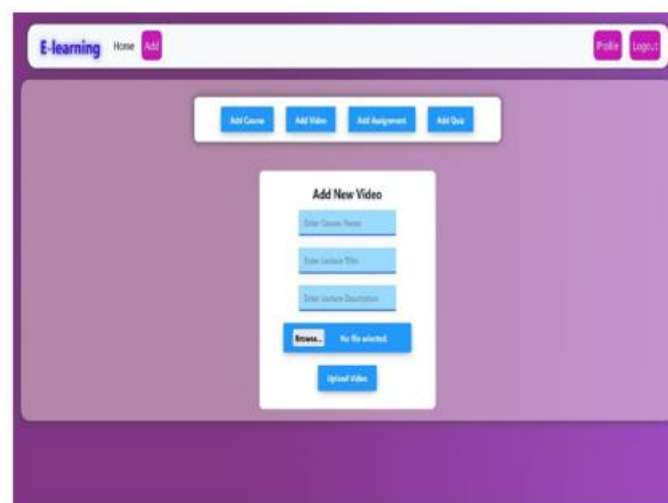 E-learning Home Add Profile Logout
Add Course Add Video Add Assignment Add Quiz
Add New Video
Enter Course Name
Enter Lecture Title
Enter Lecture Description
Browse... No file selected.
Upload Video